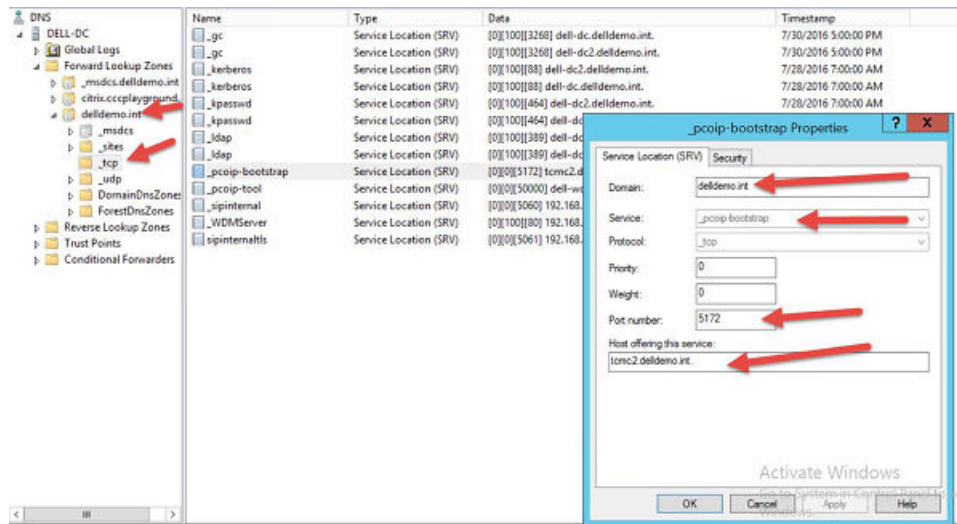 DNS
DELL-DC
Global Logs
Forward Lookup Zones
_msdcs.delldemo.int
citrix.cccplayground.
delldemo.int
_msdcs
_sites
_tcp
_udp
DomainDnsZones
ForestDnsZones
Reverse Lookup Zones
Trust Points
Conditional Forwarders
Name Type Data Timestamp
_gc Service Location (SRV) [0][100][3268] dell-dc.delldemo.int. 7/30/2016 5:00:00 PM
_gc Service Location (SRV) [0][100][3268] dell-dc2.delldemo.int. 7/30/2016 5:00:00 PM
_kerberos Service Location (SRV) [0][100][88] dell-dc2.delldemo.int. 7/28/2016 7:00:00 AM
_kerberos Service Location (SRV) [0][100][88] dell-dc.delldemo.int. 7/28/2016 7:00:00 AM
_kpasswd Service Location (SRV) [0][100][464] dell-dc2.delldemo.int. 7/28/2016 7:00:00 AM
_kpasswd Service Location (SRV) [0][100][464] dell-dc
_ldap Service Location (SRV) [0][100][389] dell-dc
_ldap Service Location (SRV) [0][100][389] dell-dc
_pcoip-bootstrap Service Location (SRV) [0][0][5172] tcmc2.d
_pcoip-tool Service Location (SRV) [0][0][50000] dell-wd
_sipinternal Service Location (SRV) [0][0][5060] 192.168.
_WDMServer Service Location (SRV) [0][100][80] 192.168.
sipinternaltls Service Location (SRV) [0][0][5061] 192.168.
_pcoip-bootstrap Properties
? X
Service Location (SRV) Security
Domain: delldemo.int
Service: _pcoip-bootstrap
Protocol: _tcp
Priority: 0
Weight: 0
Port number: 5172
Host offering this service:
tcmc2.delldemo.int.
Activate Windows
Go to System in Control Panel to
Windows.
OK Cancel Apply Help